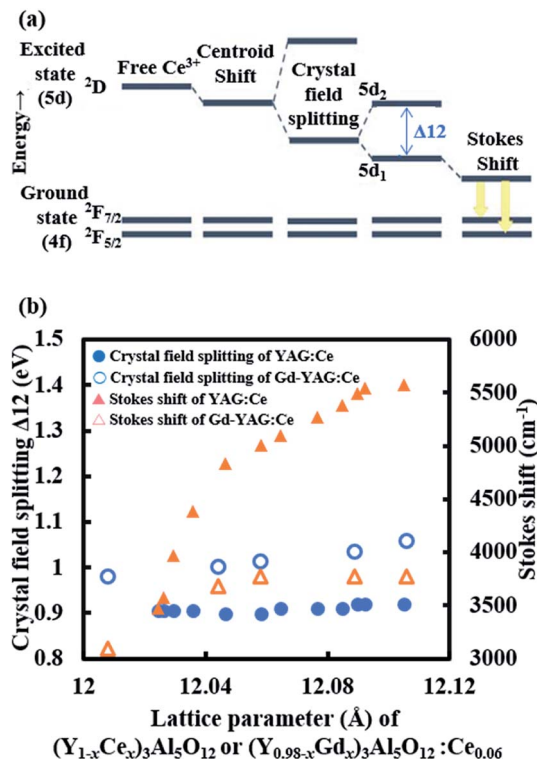 (a)
Excited
state
(5d)
Energy→
²D
Free Ce³⁺
Centroid
Shift
Crystal
field
splitting
5d₂
Δ12
5d₁
Stokes
Shift
Ground
state
(4f)
²F₇/₂
²F₅/₂
(b)
Crystal field splitting Δ12 (eV)
1.5
1.4
1.3
1.2
1.1
1
0.9
0.8
Crystal field splitting of YAG:Ce
Crystal field splitting of Gd-YAG:Ce
Stokes shift of YAG:Ce
Stokes shift of Gd-YAG:Ce
6000
5500
5000
4500
4000
3500
3000
Stokes shift (cm⁻¹)
12
12.04
12.08
12.12
Lattice parameter (Å) of
(Y₁₋ₓCeₓ)₃Al₅O₁₂ or (Y₀.₉₈₋ₓGdₓ)₃Al₅O₁₂ :Ce₀.₀₆